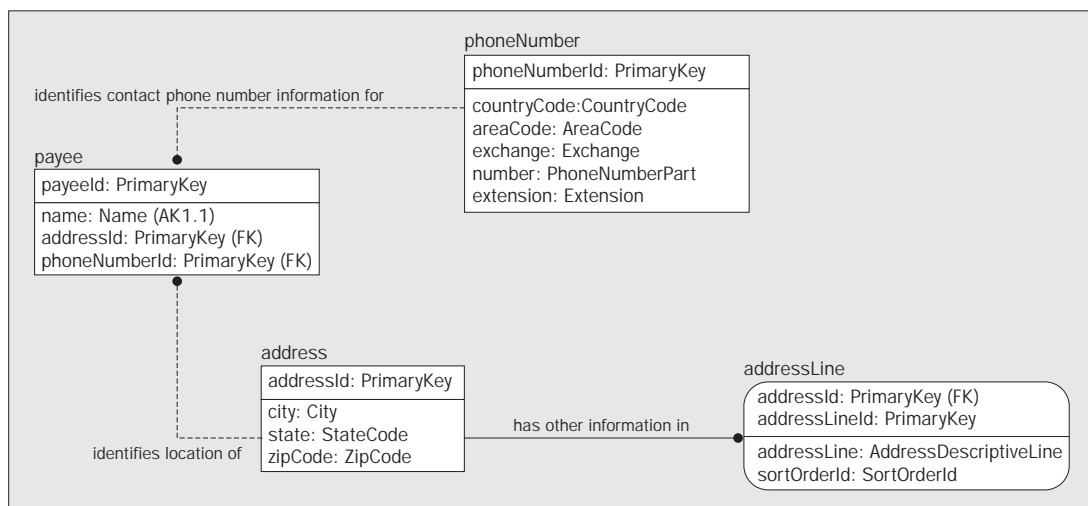 phoneNumber
phoneNumberId: PrimaryKey
countryCode:CountryCode
areaCode: AreaCode
exchange: Exchange
number: PhoneNumberPart
extension: Extension
identifies contact phone number information for
payee
payeeId: PrimaryKey
name: Name (AK1.1)
addressId: PrimaryKey (FK)
phoneNumberId: PrimaryKey (FK)
address
addressId: PrimaryKey
city: City
state: StateCode
zipCode: ZipCode
identifies location of
has other information in
addressLine
addressId: PrimaryKey (FK)
addressLineId: PrimaryKey
addressLine: AddressDescriptiveLine
sortOrderId: SortOrderId